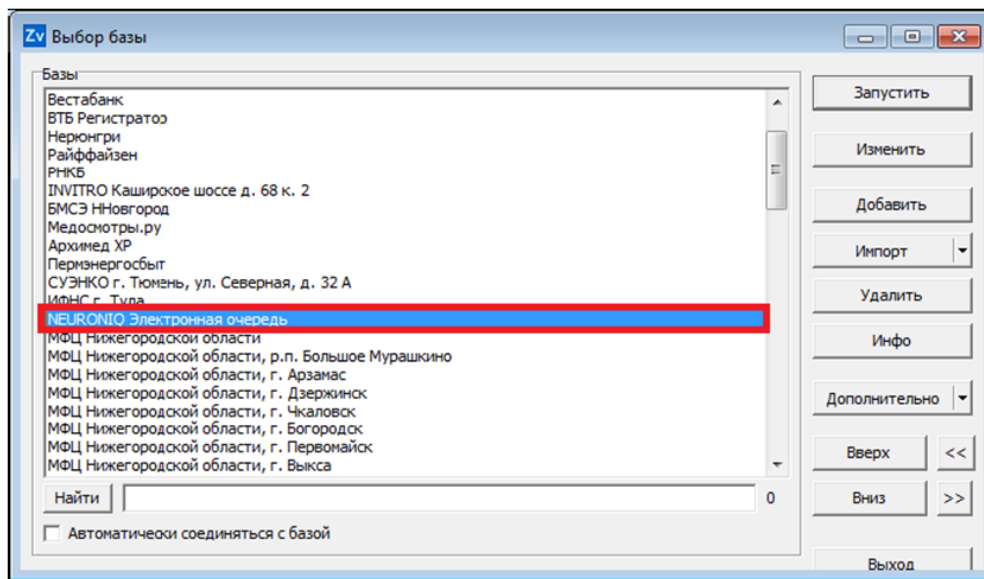 Zv Выбор базы
Базы
Вестабанк
ВТБ Регистратор
Нерюнгри
Райффайзен
РНКБ
INVITRO Каширское шоссе д. 68 к. 2
БМСЭ ННовгород
Медосмотры.ру
Архимед ХР
Пермэнергосбыт
СУЭНКО г. Тюмень, ул. Северная, д. 32 А
ИФНС г. Тула
NEURONIQ Электронная очередь
МФЦ Нижегородской области
МФЦ Нижегородской области, р.п. Большое Мурашкино
МФЦ Нижегородской области, г. Арзамас
МФЦ Нижегородской области, г. Дзержинск
МФЦ Нижегородской области, г. Чкаловск
МФЦ Нижегородской области, г. Богородск
МФЦ Нижегородской области, г. Первомайск
МФЦ Нижегородской области, г. Выкса
Найти
0
Автоматически соединяться с базой
Запустить
Изменить
Добавить
Импорт
Удалить
Инфо
Дополнительно
Вверх <<
Вниз >>
Выход